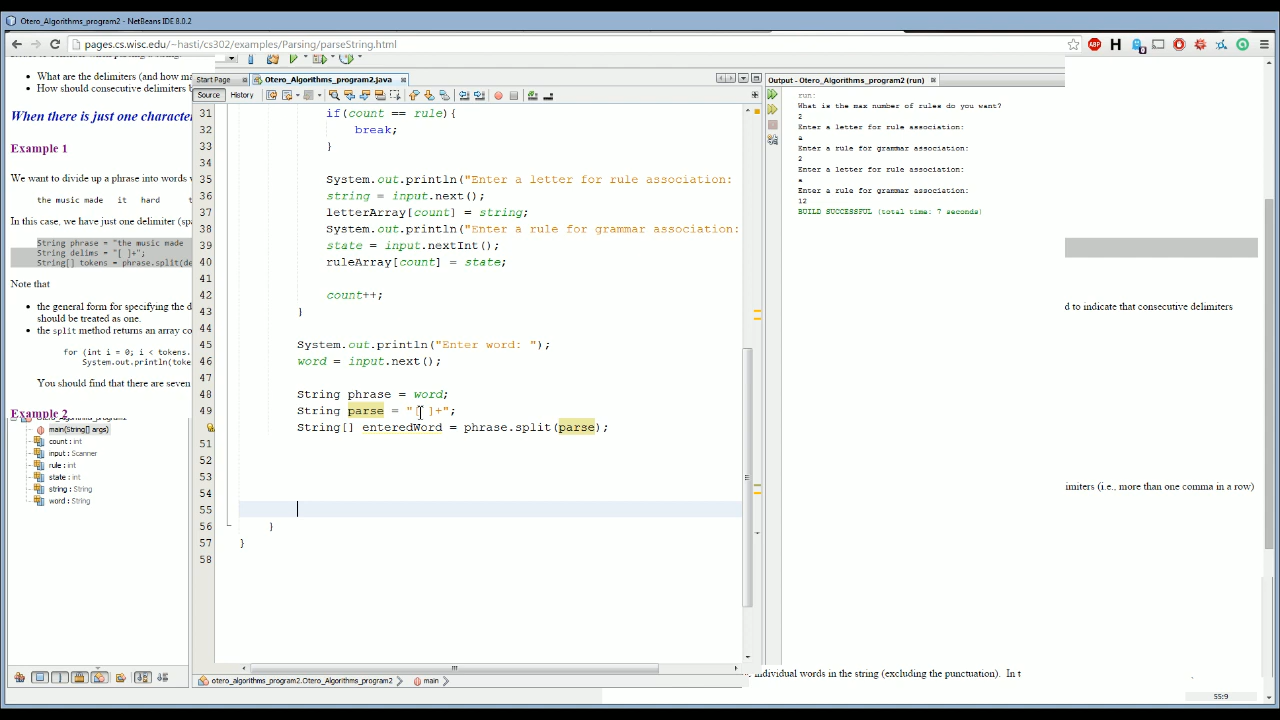 Otero_Algorithms_program2 - NetBeans IDE 8.0.2
pages.cs.wisc.edu/~hasti/cs302/examples/Parsing/parseString.html
What are the delimiters (and how ma
How should consecutive delimiters b
When there is just one characte
Example 1
We want to divide up a phrase into words w
the music made it hard t
In this case, we have just one delimiter (spa
String phrase = "the music made
String delims = "[ ]+";
String[] tokens = phrase.split(de
Note that
the general form for specifying the d
should be treated as one.
the split method returns an array co
for (int i = 0; i < tokens.
System.out.println(toke
You should find that there are seven
Example 2
main(String[] args)
count : int
input : Scanner
rule : int
state : int
string : String
word : String
Start Page
Otero_Algorithms_program2.java
Source History
31 if(count == rule){
32 break;
33 }
34
35 System.out.println("Enter a letter for rule association:
36 string = input.next();
37 letterArray[count] = string;
38 System.out.println("Enter a rule for grammar association:
39 state = input.nextInt();
40 ruleArray[count] = state;
41
42 count++;
43 }
44
45 System.out.println("Enter word: ");
46 word = input.next();
47
48 String phrase = word;
49 String parse = "[ ]+";
String[] enteredWord = phrase.split(parse);
51
52
53
54
55
56 }
57 }
58
otero_algorithms_program2.Otero_Algorithms_program2 main
Output - Otero_Algorithms_program2 (run)
run:
What is the max number of rules do you want?
2
Enter a letter for rule association:
a
Enter a rule for grammar association:
2
Enter a letter for rule association:
a
Enter a rule for grammar association:
12
BUILD SUCCESSFUL (total time: 7 seconds)
d to indicate that consecutive delimiters
imiters (i.e., more than one comma in a row)
individual words in the string (excluding the punctuation). In t
55:9